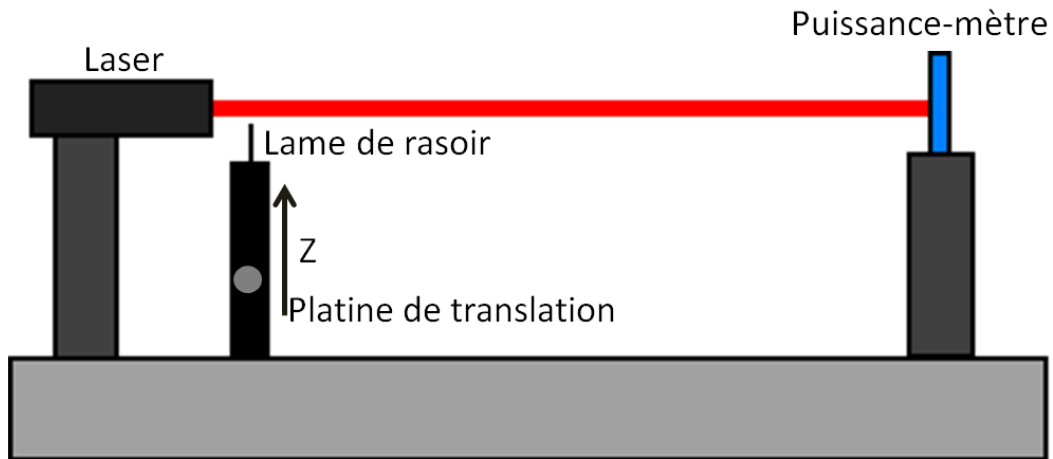 Puissance-mètre
Laser
Lame de rasoir
Z
Platine de translation